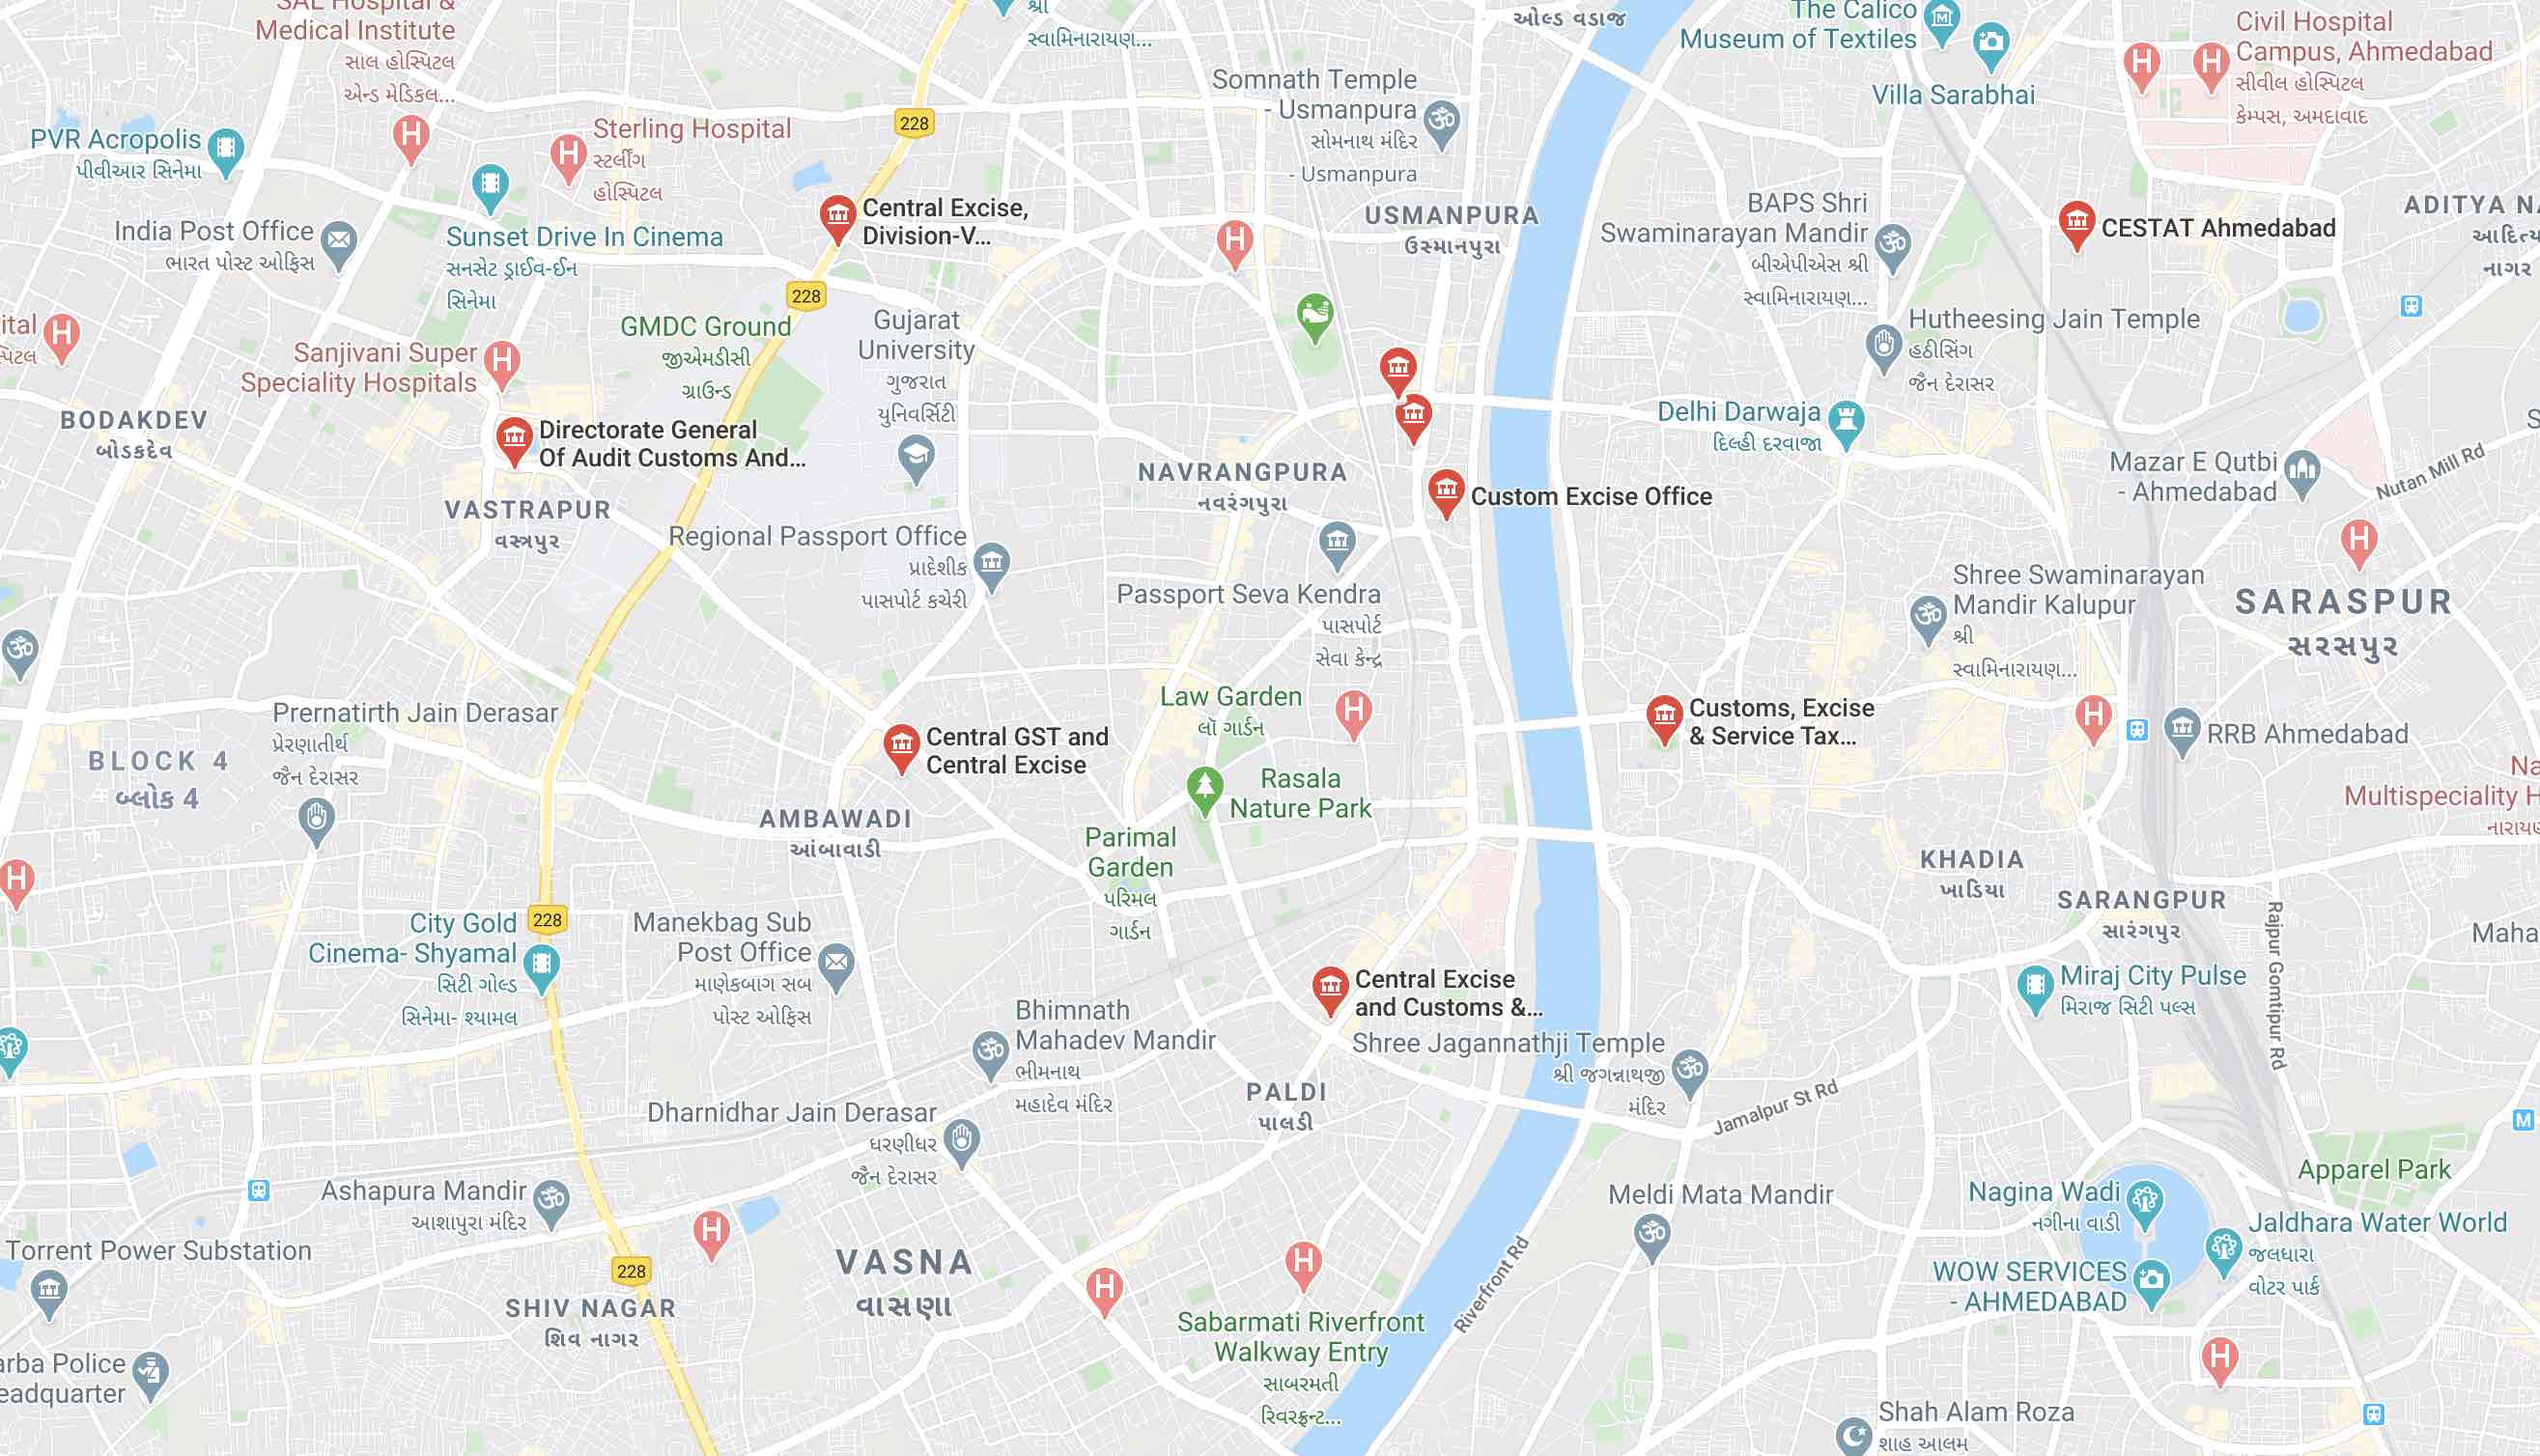 SAL Hospital &
Medical Institute
સાલ હોસ્પિટલ
એન્ડ મેડિકલ...
શ્રી
સ્વામિનારાયણ...
ઓલ્ડ વડાજ
The Calico
Museum of Textiles
Villa Sarabhai
Civil Hospital
Campus, Ahmedabad
સીવીલ હોસ્પિટલ
કેમ્પસ, અમદાવાદ
PVR Acropolis
પીવીઆર સિનેમા
Sterling Hospital
સ્ટર્લીંગ
હોસ્પિટલ
228
Somnath Temple
- Usmanpura
સોમનાથ મંદિર
- Usmanpura
Central Excise,
Division-V...
USMANPURA
ઉસ્માનપુરા
BAPS Shri
Swaminarayan Mandir
બીએપીએસ શ્રી
સ્વામિનારાયણ...
CESTAT Ahmedabad
India Post Office
ભારત પોસ્ટ ઓફિસ
Sunset Drive In Cinema
સનસેટ ડ્રાઈવ-ઈન
સિનેમા
228
GMDC Ground
જીએમડીસી
ગ્રાઉન્ડ
Gujarat
University
ગુજરાત
યુનિવર્સિટી
Hutheesing Jain Temple
હઠીસિંગ
જૈન દેરાસર
Sanjivani Super
Speciality Hospitals
BODAKDEV
બોડકદેવ
Directorate General
Of Audit Customs And...
Delhi Darwaja
દિલ્હી દરવાજા
NAVRANGPURA
નવરંગપુરા
Custom Excise Office
Mazar E Qutbi
- Ahmedabad
Nutan Mill Rd
VASTRAPUR
વસ્ત્રપુર
Regional Passport Office
પ્રાદેશીક
પાસપોર્ટ કચેરી
Passport Seva Kendra
પાસપોર્ટ
સેવા કેન્દ્ર
Shree Swaminarayan
Mandir Kalupur
શ્રી
સ્વામિનારાયણ...
SARASPUR
સરસપુર
Prernatirth Jain Derasar
પ્રેરણાતીર્થ
જૈન દેરાસર
Law Garden
લૉ ગાર્ડન
Customs, Excise
& Service Tax...
RRB Ahmedabad
BLOCK 4
બ્લોક 4
Central GST and
Central Excise
Rasala
Nature Park
Multispeciality
AMBAWADI
આંબાવાડી
Parimal
Garden
પરિમલ
ગાર્ડન
KHADIA
ખાડિયા
SARANGPUR
સારંગપુર
Rajpur Gomtipur Rd
City Gold
Cinema- Shyamal
સિટી ગોલ્ડ
સિનેમા- શ્યામલ
228
Manekbag Sub
Post Office
માણેકબાગ સબ
પોસ્ટ ઓફિસ
Central Excise
and Customs &...
Miraj City Pulse
મિરાજ સિટી પલ્સ
Bhimnath
Mahadev Mandir
ભીમનાથ
મહાદેવ મંદિર
Shree Jagannathji Temple
શ્રી જગન્નાથજી
મંદિર
Jamalpur St Rd
PALDI
પાલડી
Dharnidhar Jain Derasar
ધરણીધર
જૈન દેરાસર
Apparel Park
Ashapura Mandir
આશાપુરા મંદિર
Meldi Mata Mandir
Nagina Wadi
નગીના વાડી
Jaldhara Water World
જલધારા
વોટર પાર્ક
Torrent Power Substation
VASNA
વાસણા
228
Riverfront Rd
WOW SERVICES
- AHMEDABAD
SHIV NAGAR
શિવ નાગર
Sabarmati Riverfront
Walkway Entry
સાબરમતી
રિવરફ્રન્ટ...
Police
Shah Alam Roza
શાહ આલમ